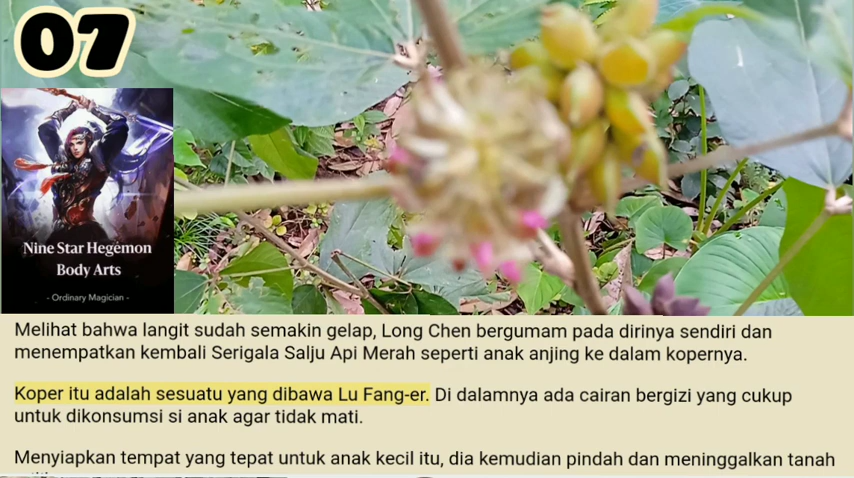 07
Nine Star Hegemon
Body Arts
- Ordinary Magician -
Melihat bahwa langit sudah semakin gelap, Long Chen bergumam pada dirinya sendiri dan
menempatkan kembali Serigala Salju Api Merah seperti anak anjing ke dalam kopernya.
Koper itu adalah sesuatu yang dibawa Lu Fang-er. Di dalamnya ada cairan bergizi yang cukup
untuk dikonsumsi si anak agar tidak mati.
Menyiapkan tempat yang tepat untuk anak kecil itu, dia kemudian pindah dan meninggalkan tanah